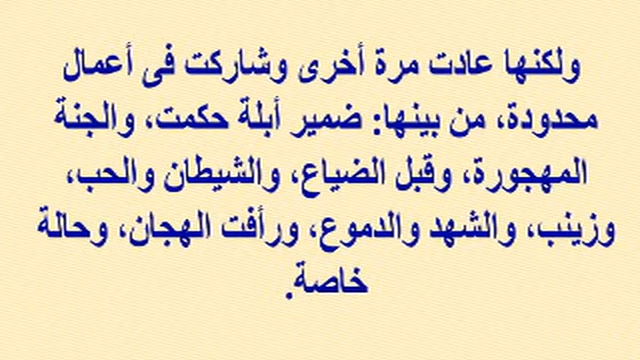 ولكنها عادت مرة أخرى وشاركت فى أعمال
محدودة، من بينها: ضمير أبلة حكمت، والجنة
المهجورة، وقبل الضياع، والشيطان والحب،
وزينب، والشهد والدموع، ورأفت الهجان، وحالة
خاصة.